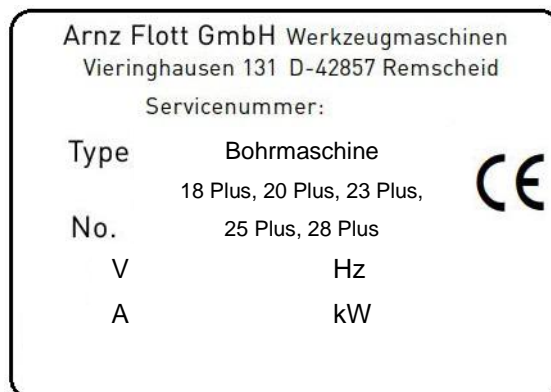 Arnz Flott GmbH Werkzeugmaschinen
Vieringhausen 131 D-42857 Remscheid
Servicenummer:
Type Bohrmaschine
18 Plus, 20 Plus, 23 Plus,
No. 25 Plus, 28 Plus
V Hz
A kW
CE